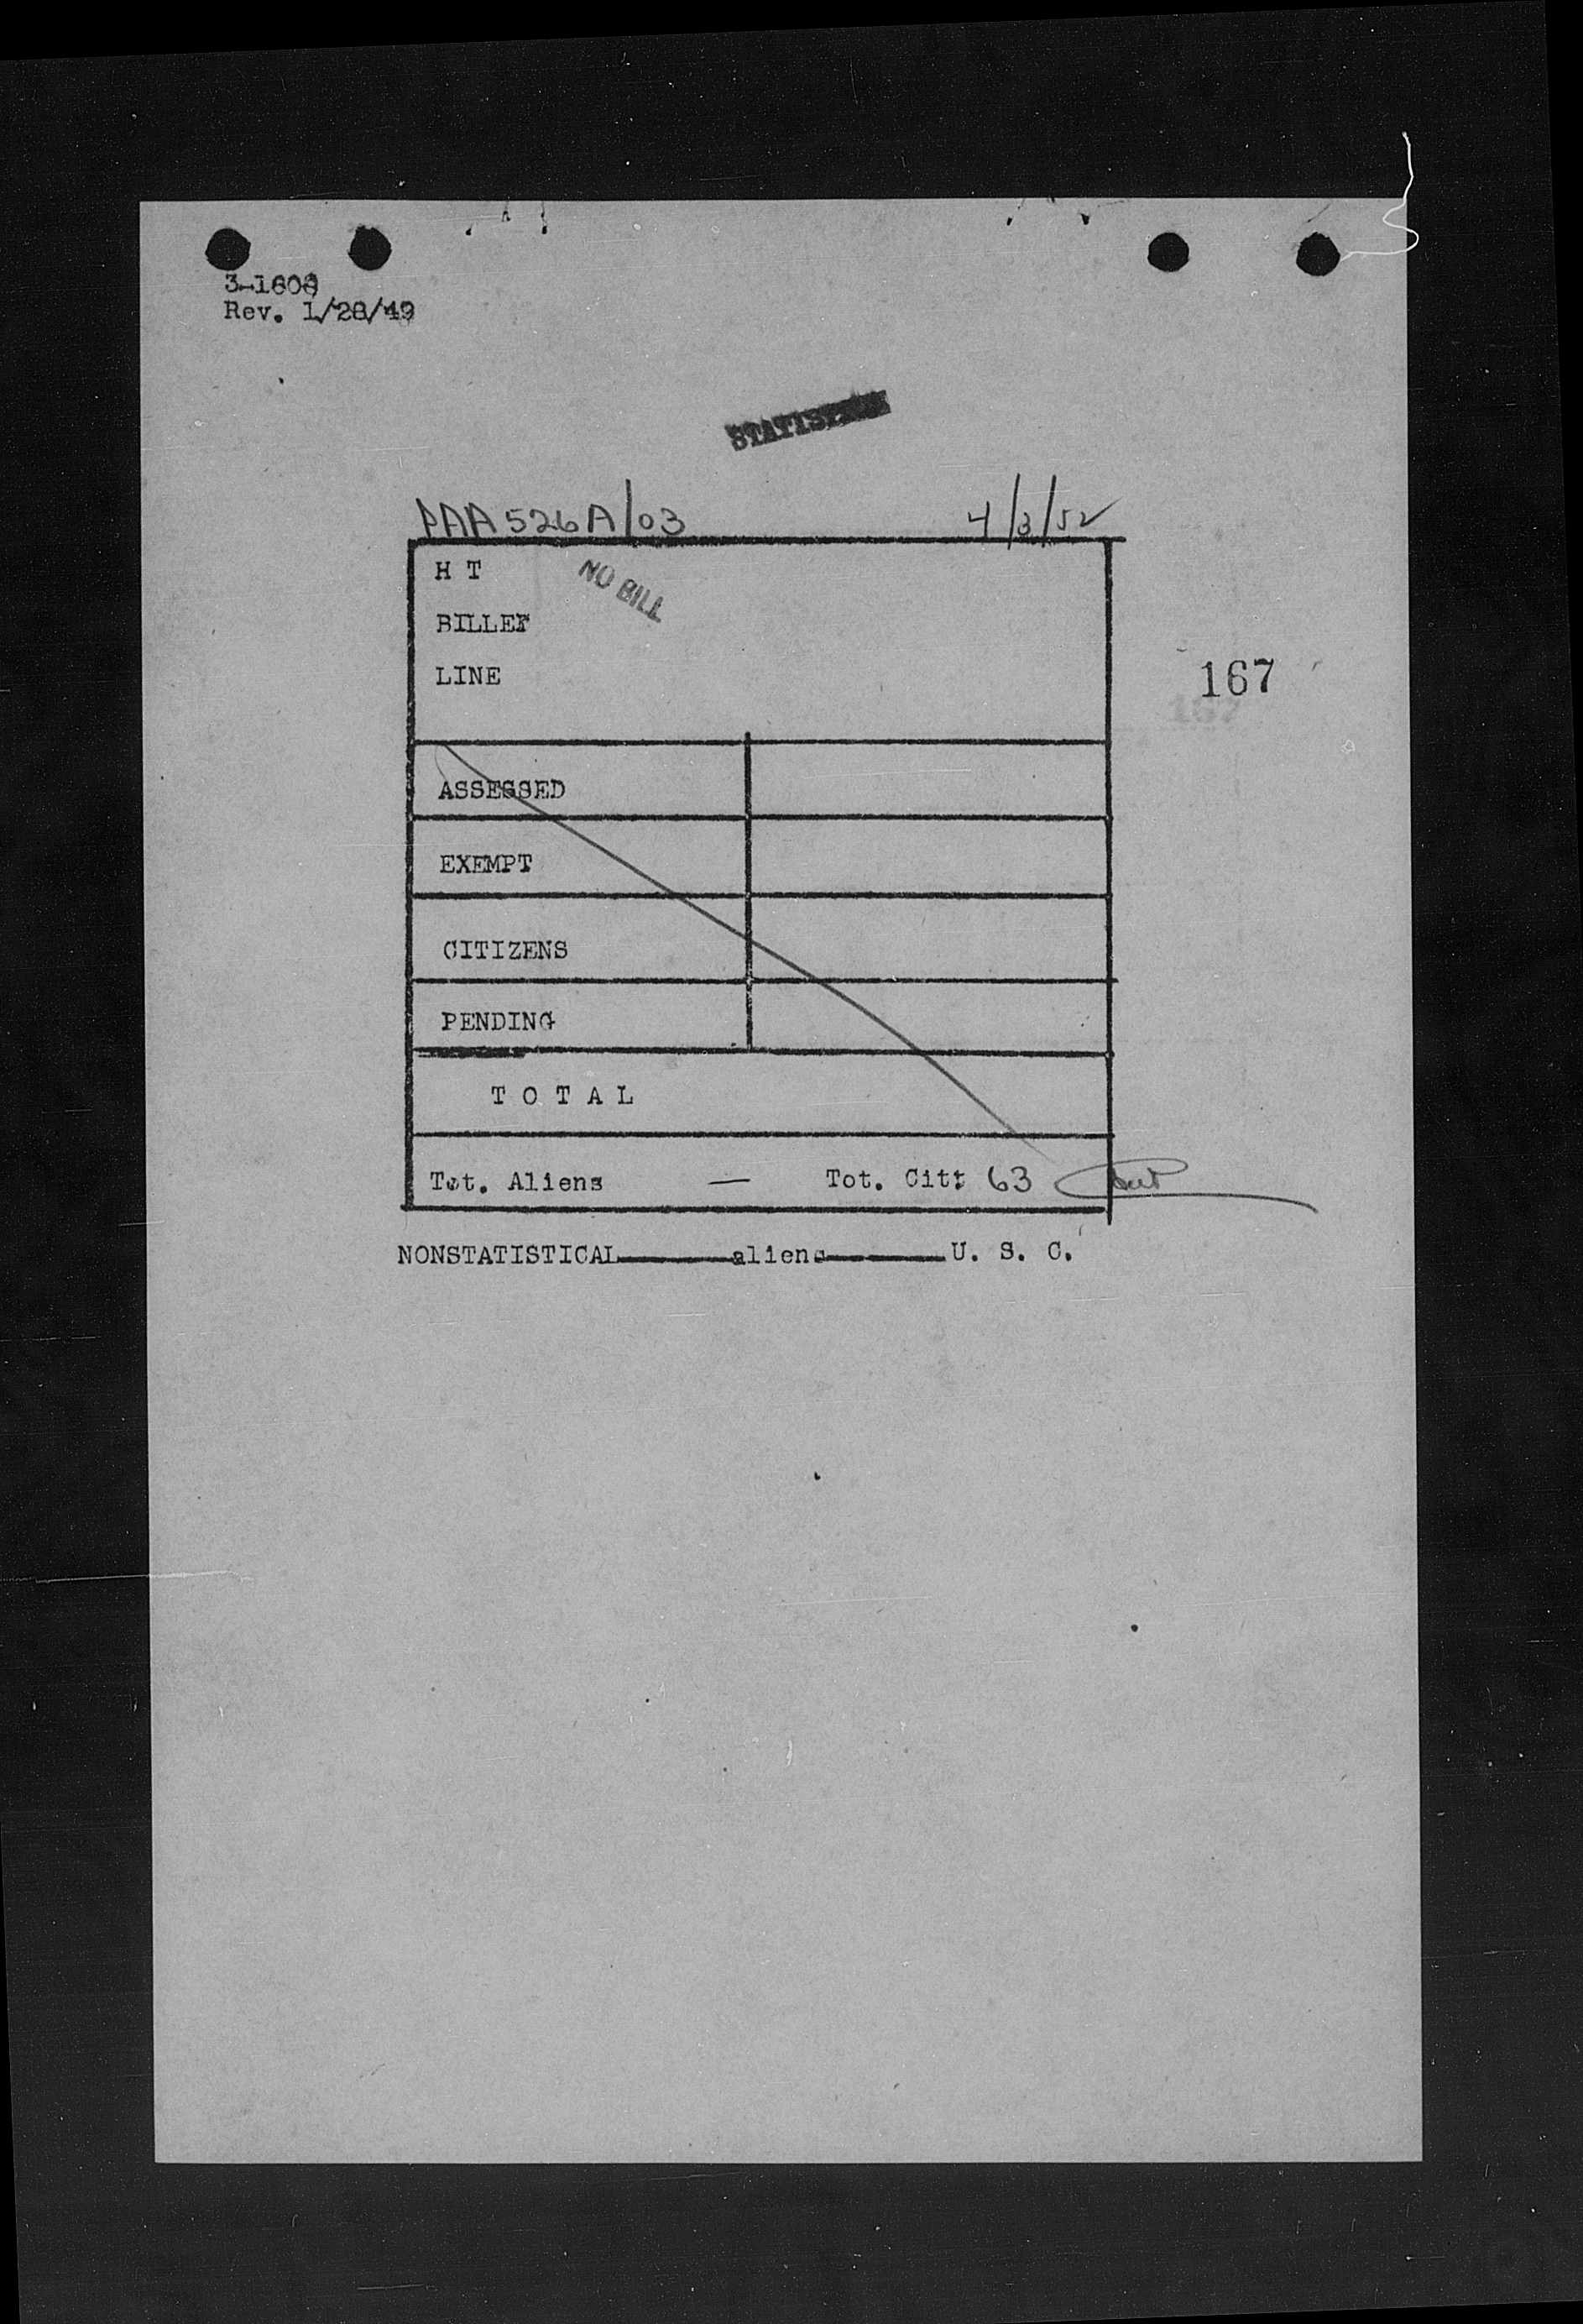 3-1608
Rev. 1/28/49
STATISTICS
PAA 526A/03 4/3/52
H T NO BILL
BILLET
LINE
167
ASSESSED
EXEMPT
CITIZENS
PENDING
T O T A L
Tot. Aliens — Tot. Cit: 63
NONSTATISTICAL aliens U. S. C.